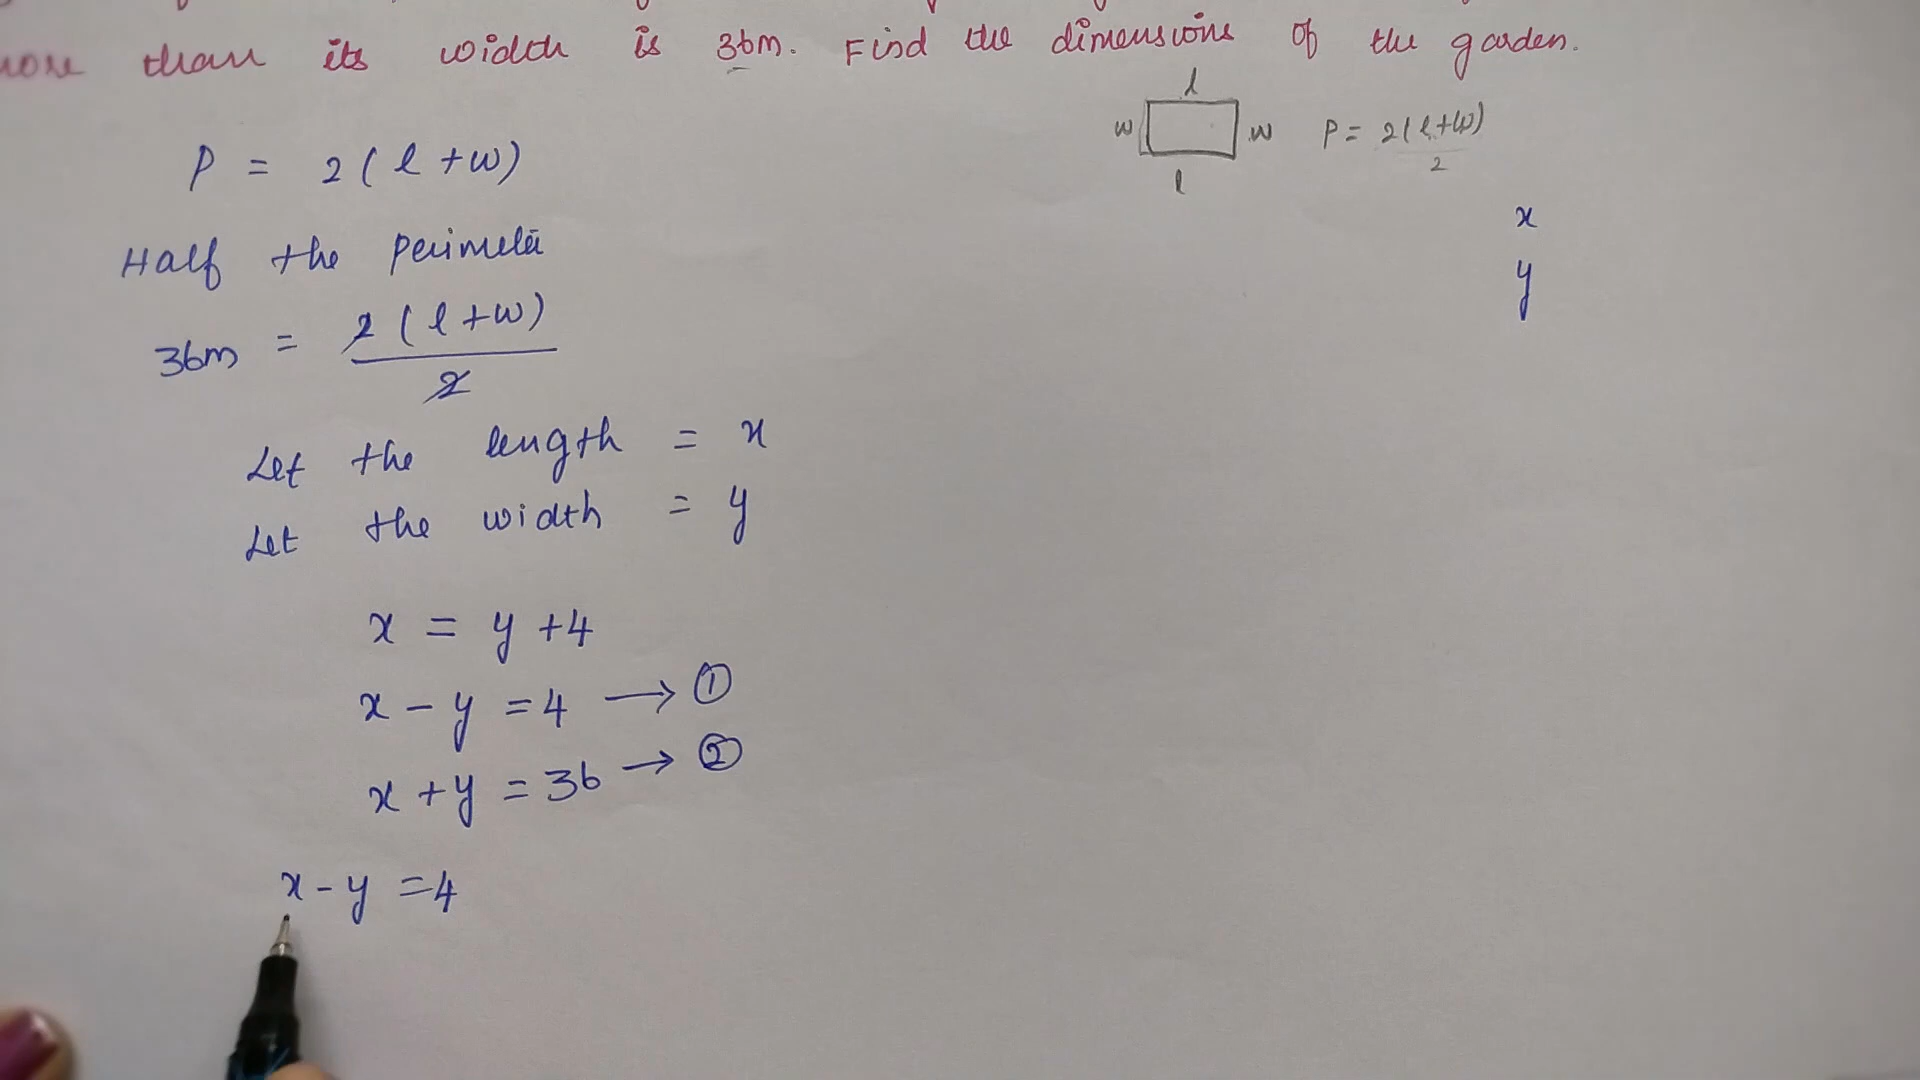 than its width is 36m. Find the dimensions of the garden.
l
w w P = 2(l+w)
2
l
P = 2(l+w)
x
Half the perimeter
y
36m = 2(l+w)
2
Let the length = x
Let the width = y
x = y+4
x - y = 4 → ①
x + y = 36 → ②
x - y = 4